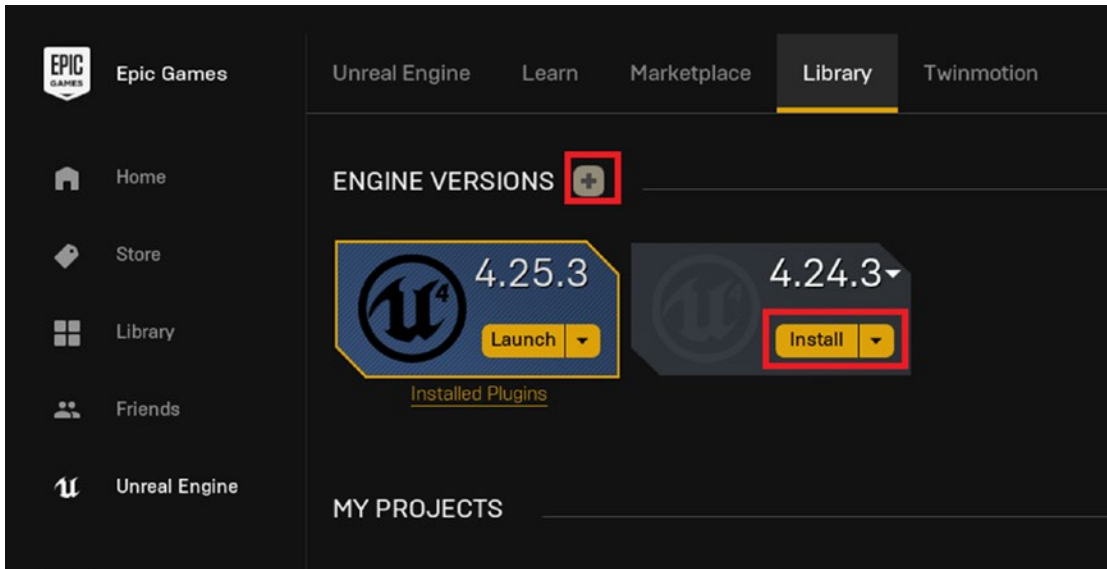 EPIC
GAMES
Epic Games
Unreal Engine
Learn
Marketplace
Library
Twinmotion
Home
Store
Library
Friends
Unreal Engine
ENGINE VERSIONS
4.25.3
Launch
Installed Plugins
4.24.3
Install
MY PROJECTS